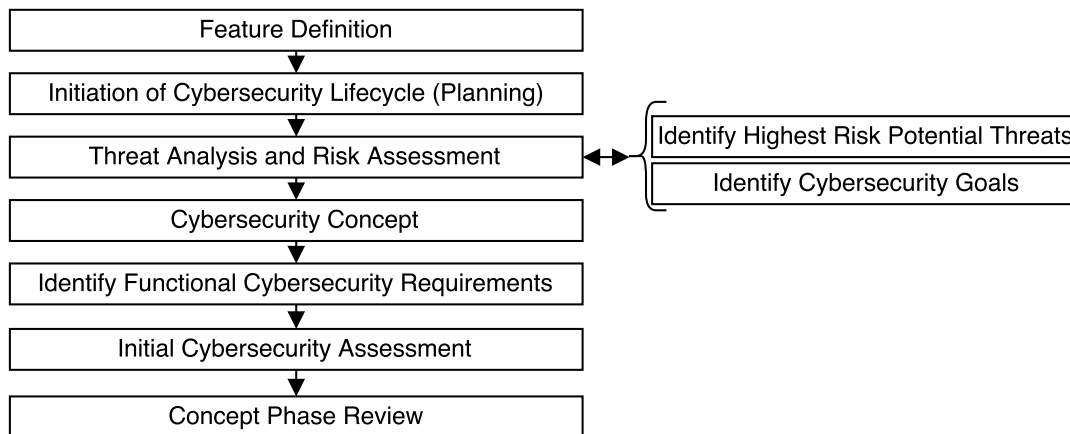 Feature Definition
Initiation of Cybersecurity Lifecycle (Planning)
Threat Analysis and Risk Assessment
Identify Highest Risk Potential Threats
Identify Cybersecurity Goals
Cybersecurity Concept
Identify Functional Cybersecurity Requirements
Initial Cybersecurity Assessment
Concept Phase Review